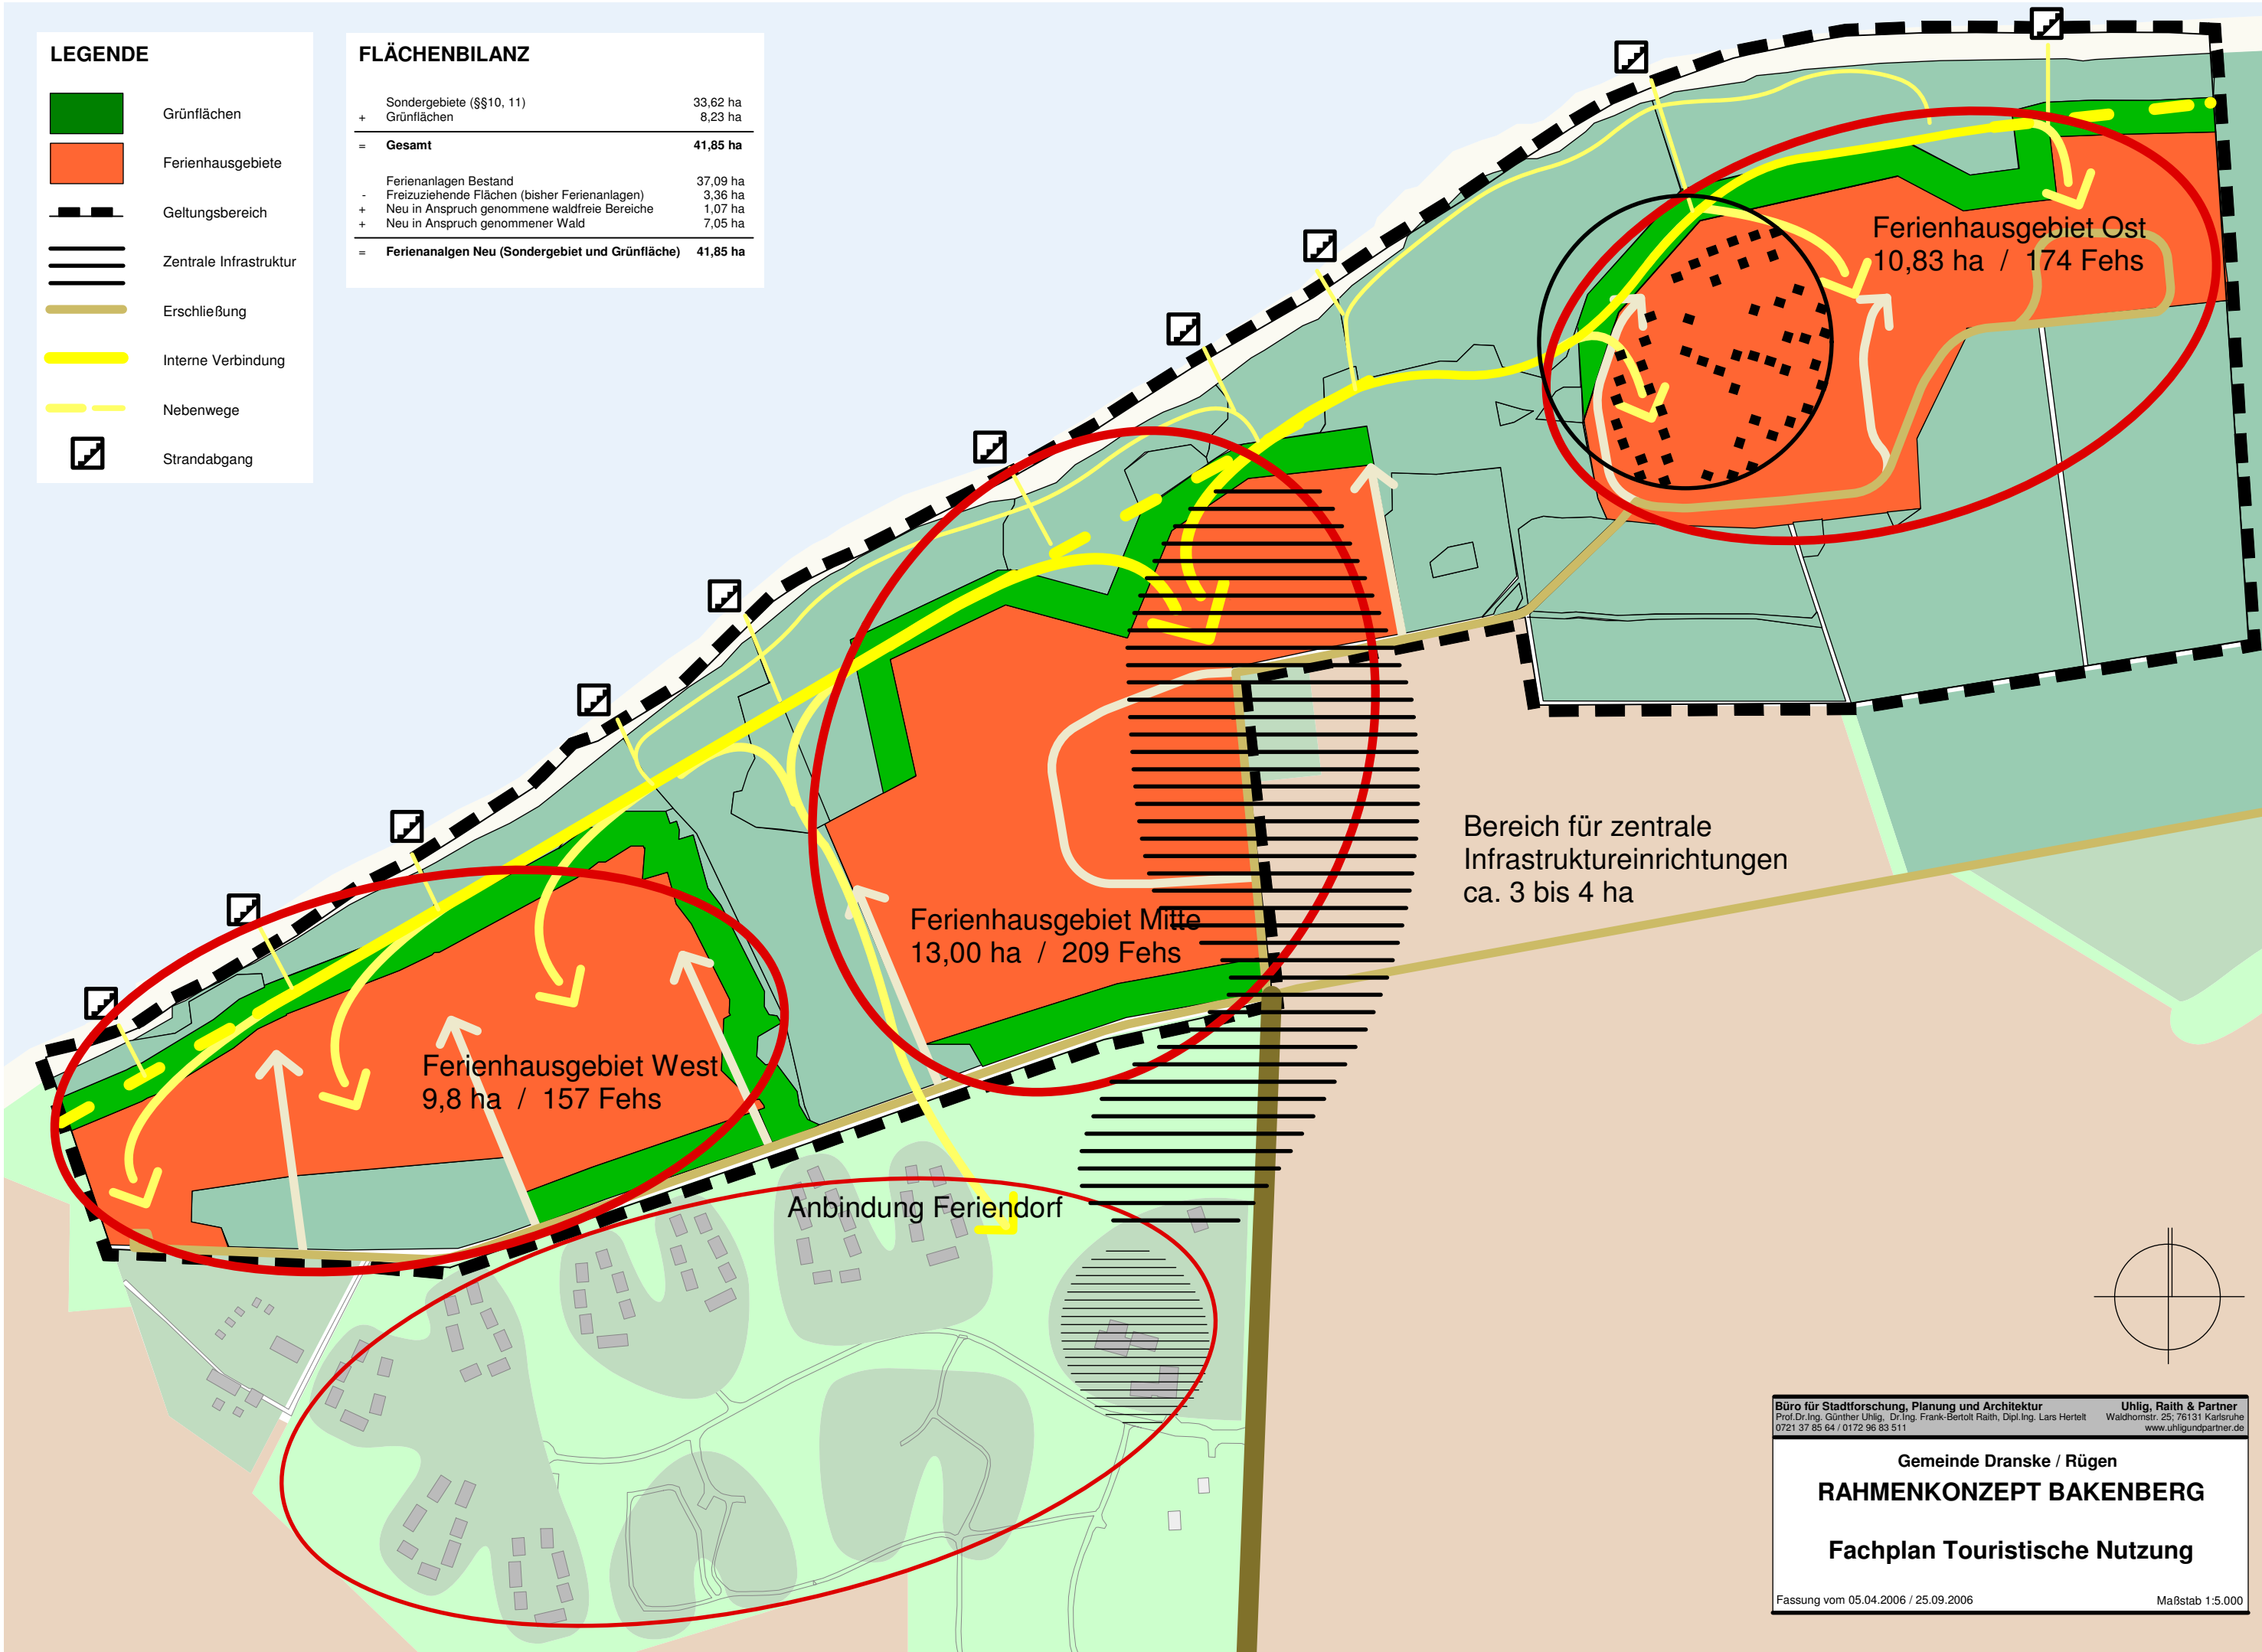 LEGENDE
Grünflächen
Ferienhausgebiete
Geltungsbereich
Zentrale Infrastruktur
Erschließung
Interne Verbindung
Nebenwege
Strandabgang
FLÄCHENBILANZ
Sondergebiete (§§10, 11) 33,62 ha
+ Grünflächen 8,23 ha
= Gesamt 41,85 ha
Ferienanlagen Bestand 37,09 ha
- Freizuziehende Flächen (bisher Ferienanlagen) 3,36 ha
+ Neu in Anspruch genommene waldfreie Bereiche 1,07 ha
+ Neu in Anspruch genommener Wald 7,05 ha
= Ferienanalgen Neu (Sondergebiet und Grünfläche) 41,85 ha
Ferienhausgebiet Ost
10,83 ha / 174 Fehs
Bereich für zentrale
Infrastruktureinrichtungen
ca. 3 bis 4 ha
Ferienhausgebiet Mitte
13,00 ha / 209 Fehs
Ferienhausgebiet West
9,8 ha / 157 Fehs
Anbindung Feriendorf
Büro für Stadtforschung, Planung und Architektur Uhlig, Raith & Partner
Prof.Dr.Ing. Günther Uhlig, Dr.Ing. Frank-Bertolt Raith, Dipl.Ing. Lars Hertelt Waldhornstr. 25; 76131 Karlsruhe
0721 37 85 64 / 0172 96 83 511 www.uhligundpartner.de
Gemeinde Dranske / Rügen
RAHMENKONZEPT BAKENBERG
Fachplan Touristische Nutzung
Fassung vom 05.04.2006 / 25.09.2006 Maßstab 1:5.000